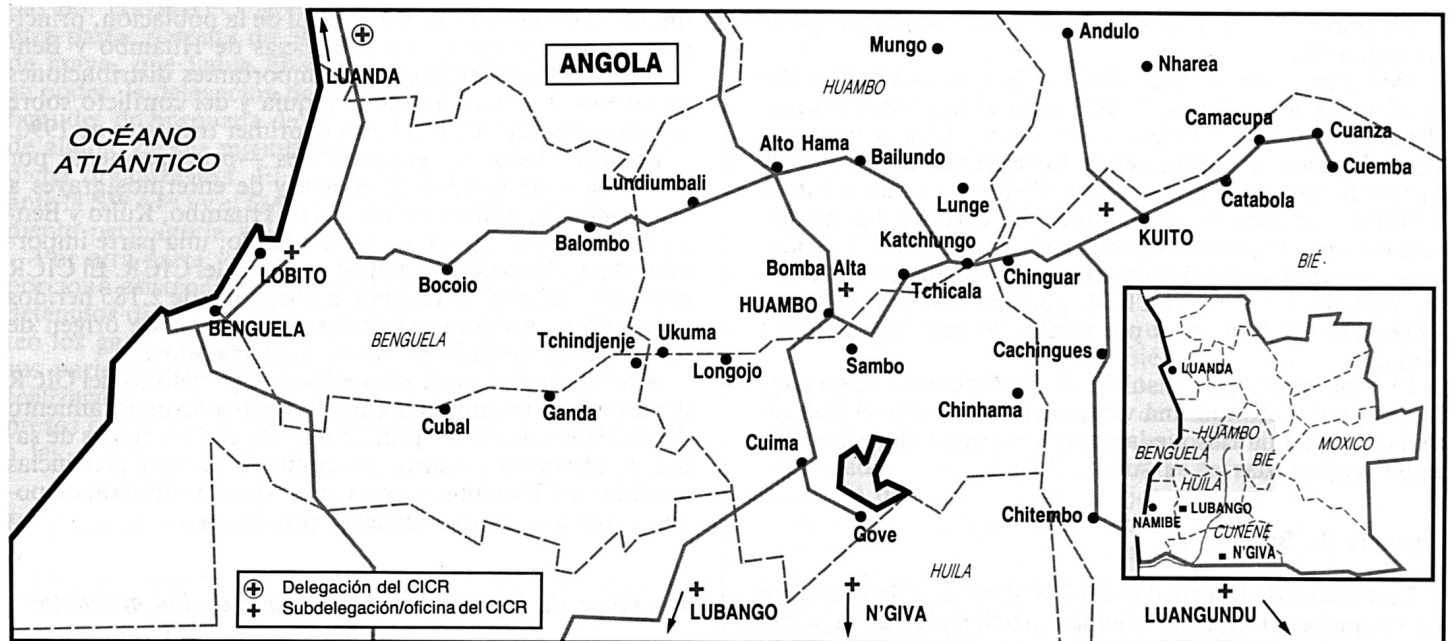 ANGOLA
LUANDA
OCÉANO
ATLÁNTICO
Mungo
HUAMBO
Andulo
Nharea
Camacupa
Cuanza
Cuemba
Catabola
Alto Hama
Bailundo
Lundiumbali
Lunge
Balombo
Katchiungo
KUITO
LOBITO
Bocoio
Bomba Alta
Tchicala
Chinguar
BIÉ
BENGUELA
HUAMBO
BENGUELA
Ukuma
Tchindjenje
Longojo
Sambo
Cachingues
Ganda
Cubal
Chinhama
Cuima
Gove
Chitembo
HUILA
LUBANGO
N'GIVA
LUANGUNDU
Delegación del CICR
Subdelegación/oficina del CICR
LUANDA
HUAMBO
MOXICO
BENGUELA
BIÉ
HUILA
LUBANGO
NAMIBE
CUNENE
N'GIVA